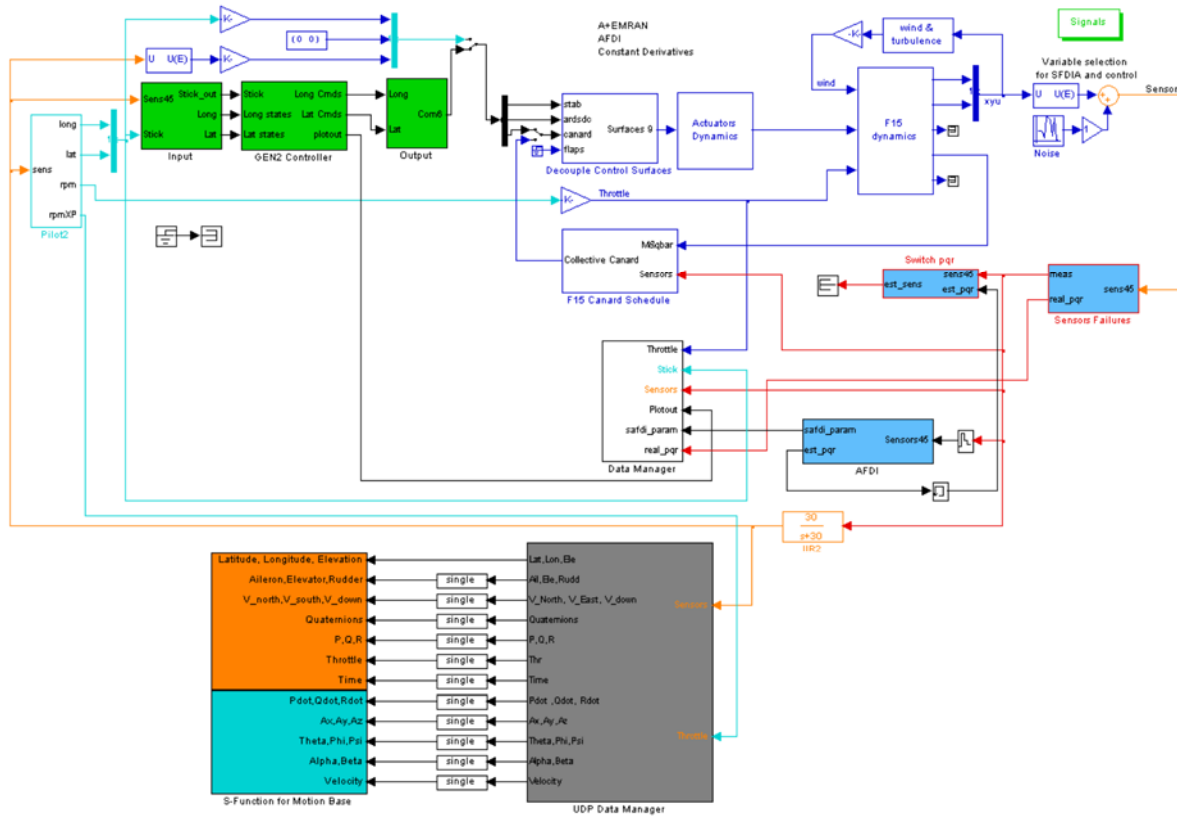 A+EMRAN
AFDI
Constant Derivatives
Signals
-K-
(0 0)
U U(E)
-K-
wind &
turbulence
-K-
wind
Variable selection
for SFDIA and control
Sens46
Stick
Stick_out
Long
Lat
Input
Stick
Long states
Lat states
Long Cmds
Lat Cmds
plotout
GEN2 Controller
Long
Lat
Com6
Output
stab
ardsdc
canard
flaps
Surfaces 9
Decouple Control Surfaces
Actuators
Dynamics
F15
dynamics
xyu
U U(E)
Noise
1
Sensor
long
lat
rpm
rpmXP
sens
Pilot2
-K-
Throttle
M&qbar
Collective Canard
Sensors
F15 Canard Schedule
Switch pqr
sens46
est_sens
est_pqr
meas
real_pqr
sens46
Sensors Failures
Throttle
Stick
Sensors
Plotout
safdi_param
real_pqr
Data Manager
safdi_param
est_pqr
Sensors46
AFDI
30
s+30
IIR2
Latitude, Longitude, Elevation
Lat,Lon,Ele
Aileron,Elevator,Rudder
single
Ail,Ele,Rudd
V_north,V_south,V_down
single
V_North, V_East, V_down
Quaternions
single
Quaternions
P,Q,R
single
P,Q,R
Throttle
single
Thr
Time
single
Time
Pdot,Qdot,Rdot
single
Pdot ,Qdot, Rdot
Ax,Ay,Az
single
Ax,Ay,Az
Theta,Phi,Psi
single
Theta,Phi,Psi
Alpha,Beta
single
Alpha,Beta
Velocity
single
Velocity
Sensors
Throttle
S-Function for Motion Base
UDP Data Manager